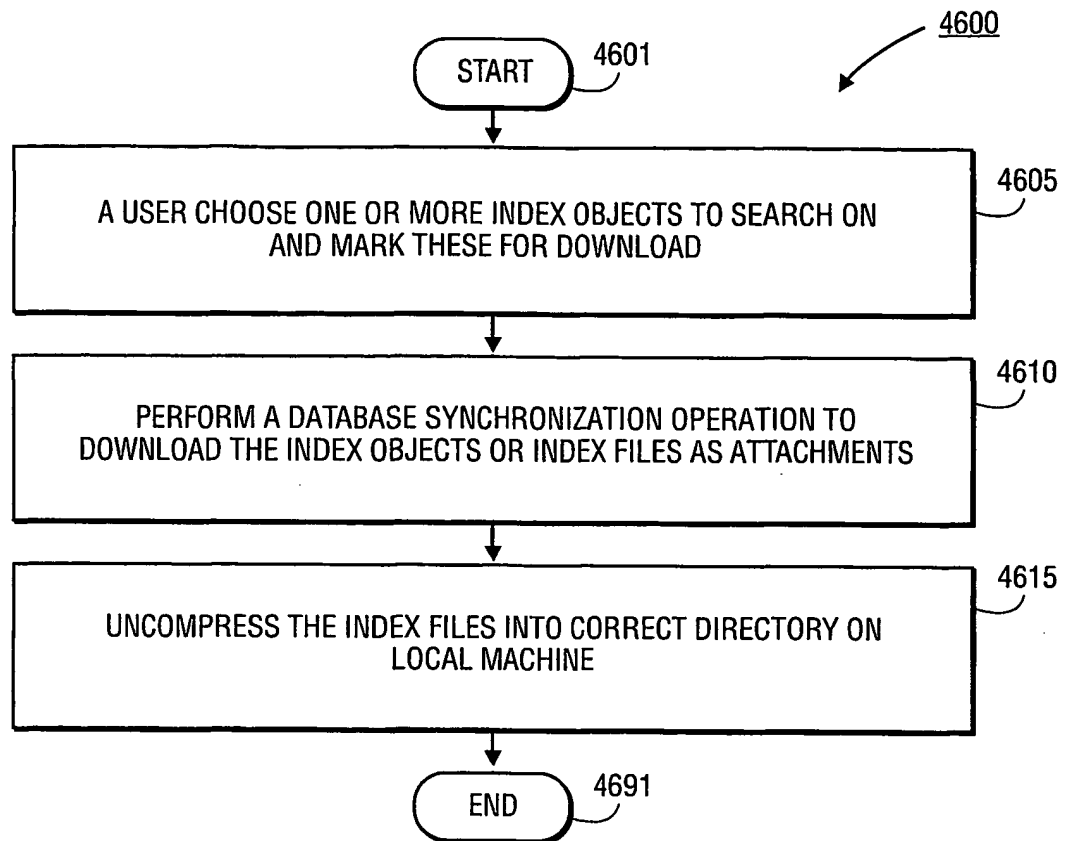 4600
START
4601
A USER CHOOSE ONE OR MORE INDEX OBJECTS TO SEARCH ON
AND MARK THESE FOR DOWNLOAD
4605
PERFORM A DATABASE SYNCHRONIZATION OPERATION TO
DOWNLOAD THE INDEX OBJECTS OR INDEX FILES AS ATTACHMENTS
4610
UNCOMPRESS THE INDEX FILES INTO CORRECT DIRECTORY ON
LOCAL MACHINE
4615
END
4691